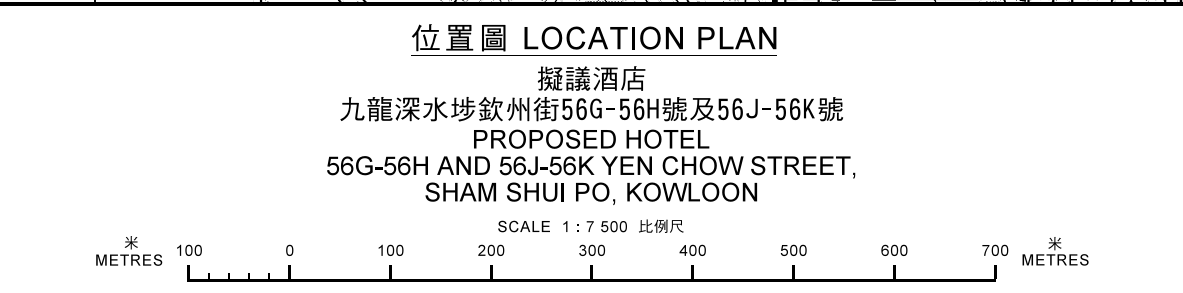 位置圖 LOCATION PLAN
擬議酒店
九龍深水埗欽州街56G-56H號及56J-56K號
PROPOSED HOTEL
56G-56H AND 56J-56K YEN CHOW STREET,
SHAM SHUI PO, KOWLOON
SCALE 1 : 7 500 比例尺
米 METRES 100 0 100 200 300 400 500 600 700 米 METRES